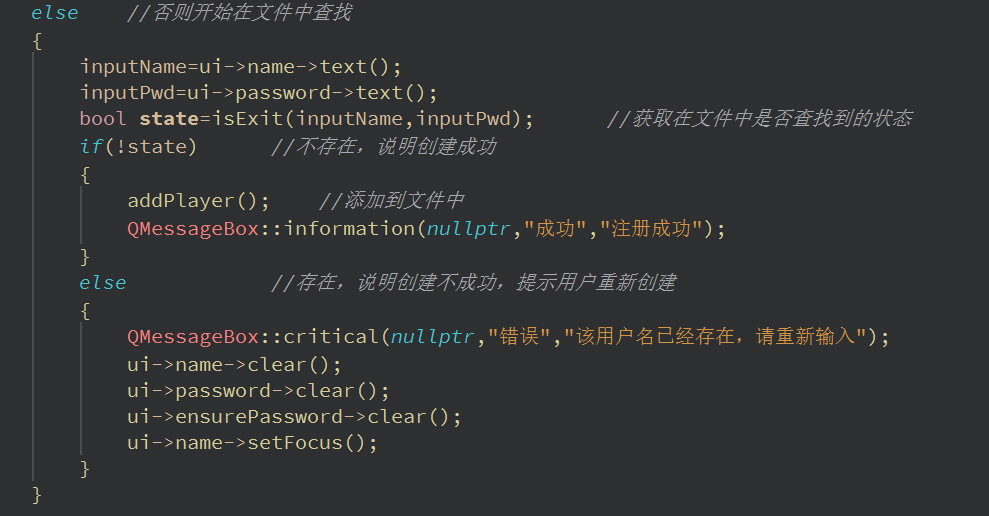 else    //否则开始在文件中查找
{
    inputName=ui->name->text();
    inputPwd=ui->password->text();
    bool state=isExit(inputName,inputPwd);      //获取在文件中是否查找到的状态
    if(!state)      //不存在，说明创建成功
    {
        addPlayer();    //添加到文件中
        QMessageBox::information(nullptr,"成功","注册成功");
    }
    else            //存在，说明创建不成功，提示用户重新创建
    {
        QMessageBox::critical(nullptr,"错误","该用户名已经存在，请重新输入");
        ui->name->clear();
        ui->password->clear();
        ui->ensurePassword->clear();
        ui->name->setFocus();
    }
}